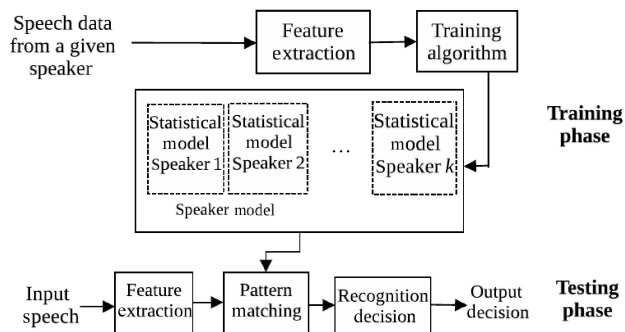 Speech data
from a given
speaker
Feature
extraction
Training
algorithm
Training
phase
Statistical
model
Speaker 1
Statistical
model
Speaker 2
...
Statistical
model
Speaker k
Speaker model
Input
speech
Feature
extraction
Pattern
matching
Recognition
decision
Output
decision
Testing
phase